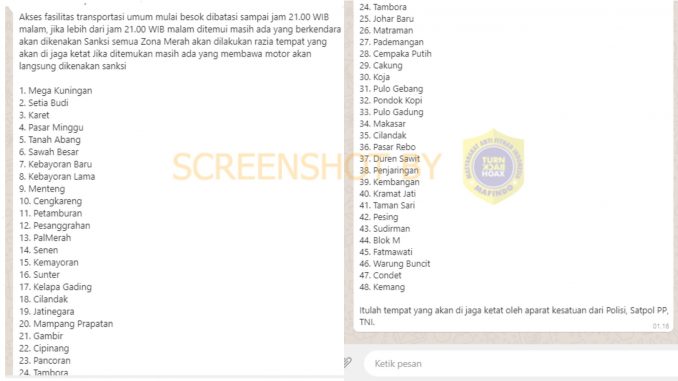 Akses fasilitas transportasi umum mulai besok dibatasi sampai jam 21.00 WIB
malam, jika lebih dari jam 21.00 WIB malam ditemui masih ada yang berkendara
akan dikenakan Sanksi semua Zona Merah akan dilakukan razia tempat yang
akan di jaga ketat Jika ditemukan masih ada yang membawa motor akan
langsung dikenakan sanksi
1. Mega Kuningan
2. Setia Budi
3. Karet
4. Pasar Minggu
5. Tanah Abang
6. Sawah Besar
7. Kebayoran Baru
8. Kebayoran Lama
9. Menteng
10. Cengkareng
11. Petamburan
12. Pesanggrahan
13. PalMerah
14. Senen
15. Kemayoran
16. Sunter
17. Kelapa Gading
18. Cilandak
19. Jatinegara
20. Mampang Prapatan
21. Gambir
22. Cipinang
23. Pancoran
24. Tambora
24. Tambora
25. Johar Baru
26. Matraman
27. Pademangan
28. Cempaka Putih
29. Cakung
30. Koja
31. Pulo Gebang
32. Pondok Kopi
33. Pulo Gadung
34. Makasar
35. Cilandak
36. Pasar Rebo
37. Duren Sawit
38. Penjaringan
39. Kembangan
40. Kramat Jati
41. Taman Sari
42. Pesing
43. Sudirman
44. Blok M
45. Fatmawati
46. Warung Buncit
47. Condet
48. Kemang
Itulah tempat yang akan di jaga ketat oleh aparat kesatuan dari Polisi, Satpol PP,
TNI.
01.18
Ketik pesan
SCREENSHOT BY
MASYARAKAT ANTI FITNAH INDONESIA
TURN
BACK
HOAX
MAFINDO